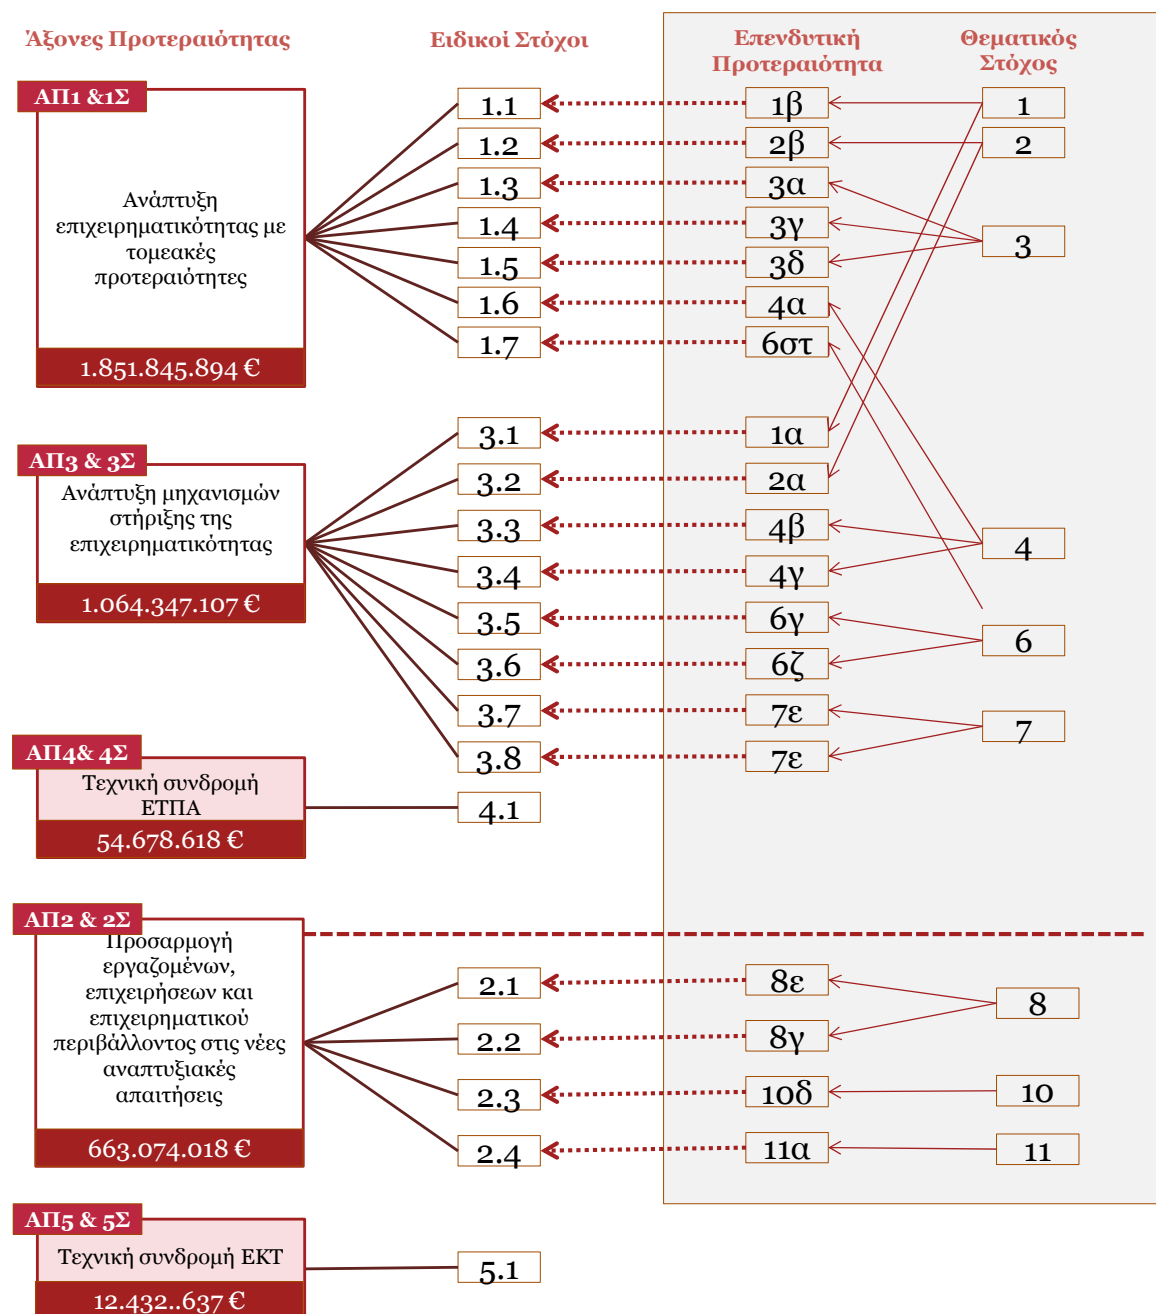 Άξονες Προτεραιότητας
Ειδικοί Στόχοι
Επενδυτική
Προτεραιότητα
Θεματικός
Στόχος
ΑΠ1 &1Σ
Ανάπτυξη
επιχειρηματικότητας με
τομεακές
προτεραιότητες
1.851.845.894 €
1.1
1β
1
1.2
2β
2
1.3
3α
1.4
3γ
3
1.5
3δ
1.6
4α
1.7
6στ
ΑΠ3 & 3Σ
Ανάπτυξη μηχανισμών
στήριξης της
επιχειρηματικότητας
1.064.347.107 €
3.1
1α
3.2
2α
3.3
4β
4
3.4
4γ
3.5
6γ
6
3.6
6ζ
3.7
7ε
7
3.8
7ε
ΑΠ4& 4Σ
Τεχνική συνδρομή
ΕΤΠΑ
54.678.618 €
4.1
ΑΠ2 & 2Σ
Προσαρμογή
εργαζομένων,
επιχειρήσεων και
επιχειρηματικού
περιβάλλοντος στις νέες
αναπτυξιακές
απαιτήσεις
663.074.018 €
2.1
8ε
8
2.2
8γ
2.3
10δ
10
2.4
11α
11
ΑΠ5 & 5Σ
Τεχνική συνδρομή ΕΚΤ
12.432..637 €
5.1